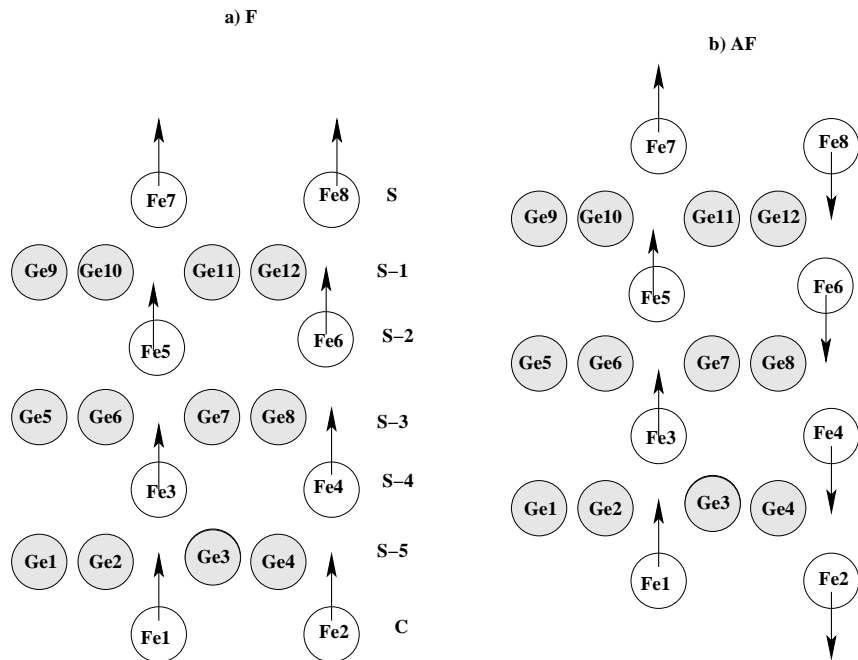 a) F
Fe7 Fe8 S
Ge9 Ge10 Ge11 Ge12 S-1
Fe5 Fe6 S-2
Ge5 Ge6 Ge7 Ge8 S-3
Fe3 Fe4 S-4
Ge1 Ge2 Ge3 Ge4 S-5
Fe1 Fe2 C
b) AF
Fe7 Fe8
Ge9 Ge10 Ge11 Ge12
Fe5 Fe6
Ge5 Ge6 Ge7 Ge8
Fe3 Fe4
Ge1 Ge2 Ge3 Ge4
Fe1 Fe2